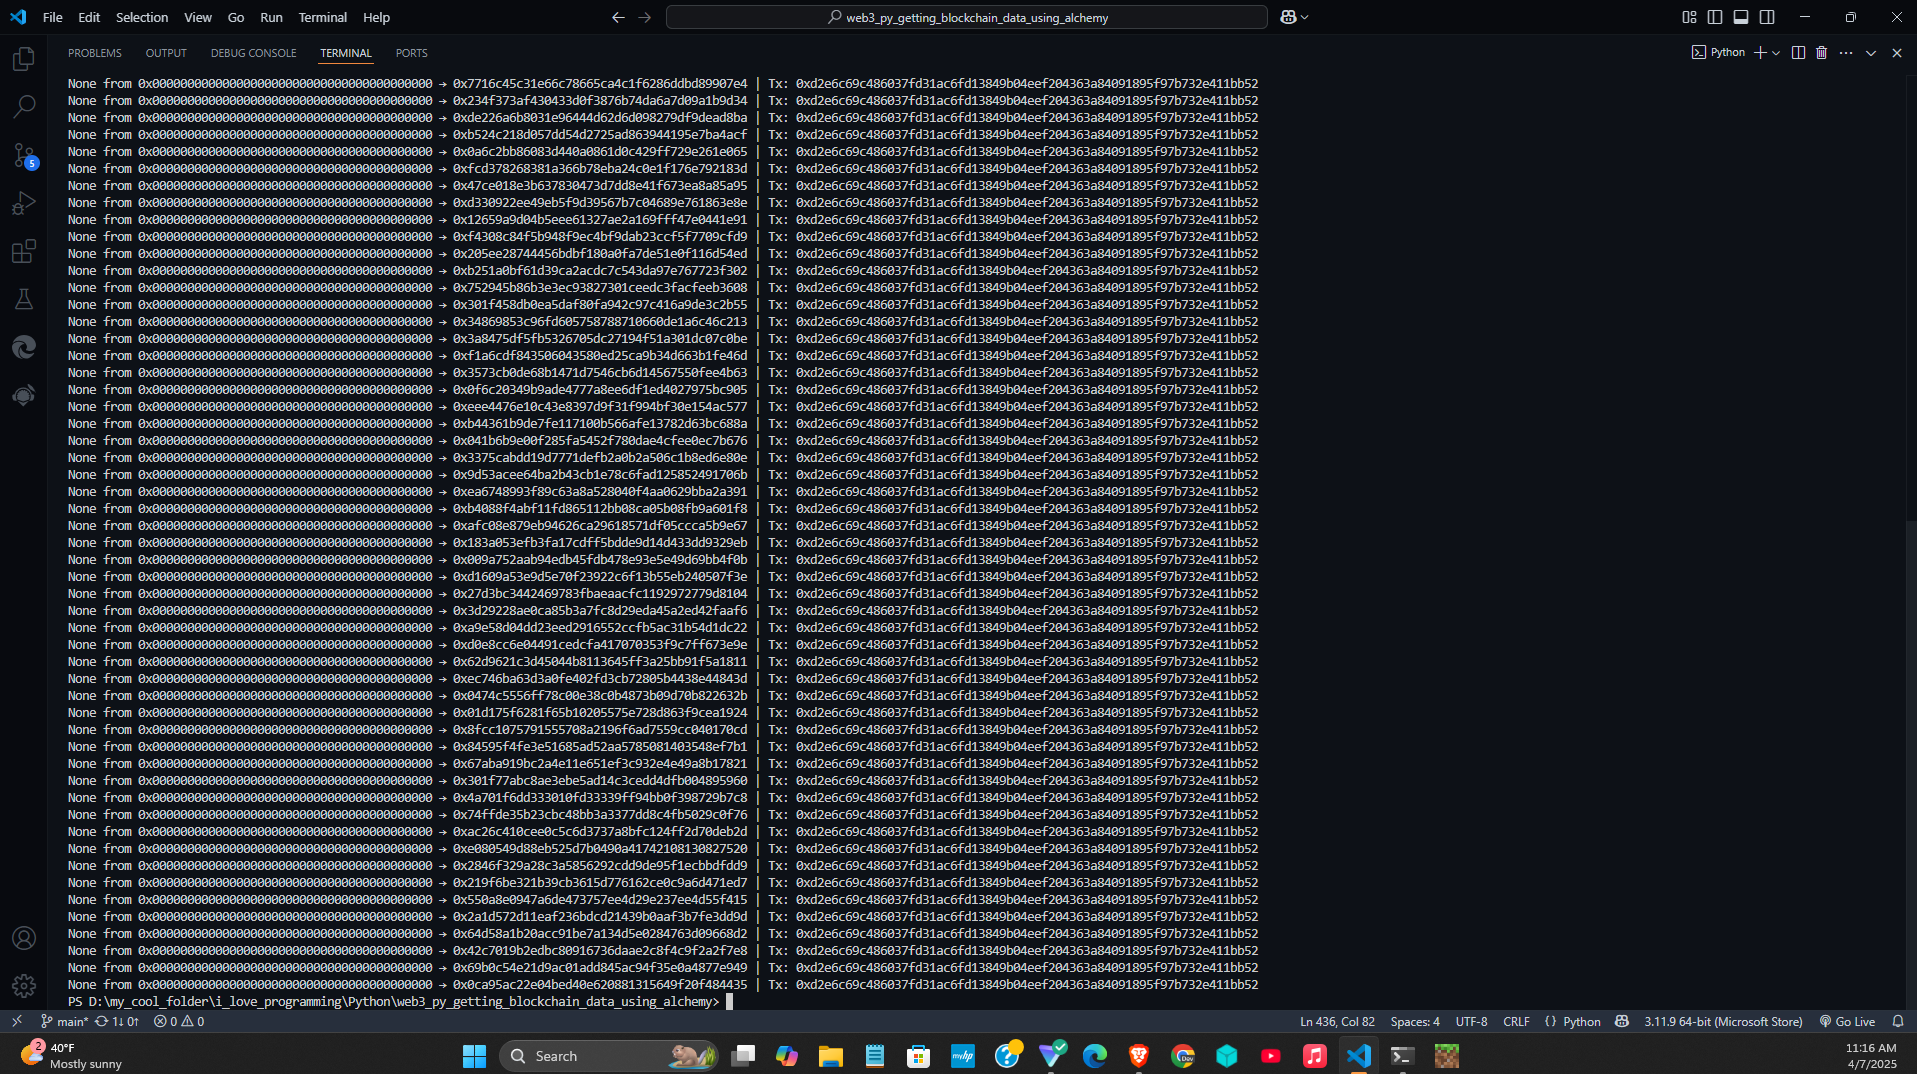 File Edit Selection View Go Run Terminal Help
web3_py_getting_blockchain_data_using_alchemy
PROBLEMS OUTPUT DEBUG CONSOLE TERMINAL PORTS
Python
None from 0x0000000000000000000000000000000000000000 → 0x7716c45c31e66c78665ca4c1f6286ddbd89907e4 | Tx: 0xd2e6c69c486037fd31ac6fd13849b04eef204363a84091895f97b732e411bb52
None from 0x0000000000000000000000000000000000000000 → 0x234f373af430433d0f3876b74da6a7d09a1b9d34 | Tx: 0xd2e6c69c486037fd31ac6fd13849b04eef204363a84091895f97b732e411bb52
None from 0x0000000000000000000000000000000000000000 → 0xde226a6b8031e96444d62d6d098279df9dead8ba | Tx: 0xd2e6c69c486037fd31ac6fd13849b04eef204363a84091895f97b732e411bb52
None from 0x0000000000000000000000000000000000000000 → 0xb524c218d057dd54d2725ad863944195e7ba4acf | Tx: 0xd2e6c69c486037fd31ac6fd13849b04eef204363a84091895f97b732e411bb52
None from 0x0000000000000000000000000000000000000000 → 0x0a6c2bb86083d440a0861d0c429ff729e261e065 | Tx: 0xd2e6c69c486037fd31ac6fd13849b04eef204363a84091895f97b732e411bb52
None from 0x0000000000000000000000000000000000000000 → 0xfcd378268381a366b78eba24c0e1f176e792183d | Tx: 0xd2e6c69c486037fd31ac6fd13849b04eef204363a84091895f97b732e411bb52
None from 0x0000000000000000000000000000000000000000 → 0x47ce018e3b637830473d7dd8e41f673ea8a85a95 | Tx: 0xd2e6c69c486037fd31ac6fd13849b04eef204363a84091895f97b732e411bb52
None from 0x0000000000000000000000000000000000000000 → 0xd330922ee49eb5f9d39567b7c04689e761863e8e | Tx: 0xd2e6c69c486037fd31ac6fd13849b04eef204363a84091895f97b732e411bb52
None from 0x0000000000000000000000000000000000000000 → 0x12659a9d04b5eee61327ae2a169fff47e0441e91 | Tx: 0xd2e6c69c486037fd31ac6fd13849b04eef204363a84091895f97b732e411bb52
None from 0x0000000000000000000000000000000000000000 → 0xf4308c84f5b948f9ec4bf9dab23ccf5f7709cfd9 | Tx: 0xd2e6c69c486037fd31ac6fd13849b04eef204363a84091895f97b732e411bb52
None from 0x0000000000000000000000000000000000000000 → 0x205ee28744456bdbf180a0fa7de51e0f116d54ed | Tx: 0xd2e6c69c486037fd31ac6fd13849b04eef204363a84091895f97b732e411bb52
None from 0x0000000000000000000000000000000000000000 → 0xb251a0bf61d39ca2acdc7c543da97e767723f302 | Tx: 0xd2e6c69c486037fd31ac6fd13849b04eef204363a84091895f97b732e411bb52
None from 0x0000000000000000000000000000000000000000 → 0x752945b86b3e3ec93827301ceedc3facfeeb3608 | Tx: 0xd2e6c69c486037fd31ac6fd13849b04eef204363a84091895f97b732e411bb52
None from 0x0000000000000000000000000000000000000000 → 0x301f458db0ea5daf80fa942c97c416a9de3c2b55 | Tx: 0xd2e6c69c486037fd31ac6fd13849b04eef204363a84091895f97b732e411bb52
None from 0x0000000000000000000000000000000000000000 → 0x34869853c96fd605758788710660de1a6c46c213 | Tx: 0xd2e6c69c486037fd31ac6fd13849b04eef204363a84091895f97b732e411bb52
None from 0x0000000000000000000000000000000000000000 → 0x3a8475df5fb5326705dc27194f51a301dc07c0be | Tx: 0xd2e6c69c486037fd31ac6fd13849b04eef204363a84091895f97b732e411bb52
None from 0x0000000000000000000000000000000000000000 → 0xf1a6cdf843506043580ed25ca9b34d663b1fe46d | Tx: 0xd2e6c69c486037fd31ac6fd13849b04eef204363a84091895f97b732e411bb52
None from 0x0000000000000000000000000000000000000000 → 0x3573cb0de68b1471d7546cb6d14567550fee4b63 | Tx: 0xd2e6c69c486037fd31ac6fd13849b04eef204363a84091895f97b732e411bb52
None from 0x0000000000000000000000000000000000000000 → 0x0f6c20349b9ade4777a8ee6df1ed4027975bc905 | Tx: 0xd2e6c69c486037fd31ac6fd13849b04eef204363a84091895f97b732e411bb52
None from 0x0000000000000000000000000000000000000000 → 0xeee4476e10c43e8397d9f31f994bf30e154ac577 | Tx: 0xd2e6c69c486037fd31ac6fd13849b04eef204363a84091895f97b732e411bb52
None from 0x0000000000000000000000000000000000000000 → 0xb44361b9de7fe117100b566afe13782d63bc688a | Tx: 0xd2e6c69c486037fd31ac6fd13849b04eef204363a84091895f97b732e411bb52
None from 0x0000000000000000000000000000000000000000 → 0x041b6b9e00f285fa5452f780dae4cfee0ec7b676 | Tx: 0xd2e6c69c486037fd31ac6fd13849b04eef204363a84091895f97b732e411bb52
None from 0x0000000000000000000000000000000000000000 → 0x3375cabdd19d7771defb2a0b2a506c1b8ed6e80e | Tx: 0xd2e6c69c486037fd31ac6fd13849b04eef204363a84091895f97b732e411bb52
None from 0x0000000000000000000000000000000000000000 → 0x9d53acee64ba2b43cb1e78c6fad125852491706b | Tx: 0xd2e6c69c486037fd31ac6fd13849b04eef204363a84091895f97b732e411bb52
None from 0x0000000000000000000000000000000000000000 → 0xea6748993f89c63a8a528040f4aa0629bba2a391 | Tx: 0xd2e6c69c486037fd31ac6fd13849b04eef204363a84091895f97b732e411bb52
None from 0x0000000000000000000000000000000000000000 → 0xb4088f4abf11fd865112bb08ca05b08fb9a601f8 | Tx: 0xd2e6c69c486037fd31ac6fd13849b04eef204363a84091895f97b732e411bb52
None from 0x0000000000000000000000000000000000000000 → 0xafc08e879eb94626ca29618571df05ccca5b9e67 | Tx: 0xd2e6c69c486037fd31ac6fd13849b04eef204363a84091895f97b732e411bb52
None from 0x0000000000000000000000000000000000000000 → 0x183a053efb3fa17cdff5bdde9d14d433dd9329eb | Tx: 0xd2e6c69c486037fd31ac6fd13849b04eef204363a84091895f97b732e411bb52
None from 0x0000000000000000000000000000000000000000 → 0x009a752aab94edb45fdb478e93e5e49d69bb4f0b | Tx: 0xd2e6c69c486037fd31ac6fd13849b04eef204363a84091895f97b732e411bb52
None from 0x0000000000000000000000000000000000000000 → 0xd1609a53e9d5e70f23922c6f13b55eb240507f3e | Tx: 0xd2e6c69c486037fd31ac6fd13849b04eef204363a84091895f97b732e411bb52
None from 0x0000000000000000000000000000000000000000 → 0x27d3bc3442469783fbaeaacfc1192972779d8104 | Tx: 0xd2e6c69c486037fd31ac6fd13849b04eef204363a84091895f97b732e411bb52
None from 0x0000000000000000000000000000000000000000 → 0x3d29228ae0ca85b3a7fc8d29eda45a2ed42faaf6 | Tx: 0xd2e6c69c486037fd31ac6fd13849b04eef204363a84091895f97b732e411bb52
None from 0x0000000000000000000000000000000000000000 → 0xa9e58d04dd23eed2916552ccfb5ac31b54d1dc22 | Tx: 0xd2e6c69c486037fd31ac6fd13849b04eef204363a84091895f97b732e411bb52
None from 0x0000000000000000000000000000000000000000 → 0xd0e8cc6e04491cedcfa417070353f9c7ff673e9e | Tx: 0xd2e6c69c486037fd31ac6fd13849b04eef204363a84091895f97b732e411bb52
None from 0x0000000000000000000000000000000000000000 → 0x62d9621c3d45044b8113645ff3a25bb91f5a1811 | Tx: 0xd2e6c69c486037fd31ac6fd13849b04eef204363a84091895f97b732e411bb52
None from 0x0000000000000000000000000000000000000000 → 0xec746ba63d3a0fe402fd3cb72805b4438e44843d | Tx: 0xd2e6c69c486037fd31ac6fd13849b04eef204363a84091895f97b732e411bb52
None from 0x0000000000000000000000000000000000000000 → 0x0474c5556ff78c00e38c0b4873b09d70b822632b | Tx: 0xd2e6c69c486037fd31ac6fd13849b04eef204363a84091895f97b732e411bb52
None from 0x0000000000000000000000000000000000000000 → 0x01d175f6281f65b10205575e728d863f9cea1924 | Tx: 0xd2e6c69c486037fd31ac6fd13849b04eef204363a84091895f97b732e411bb52
None from 0x0000000000000000000000000000000000000000 → 0x8fcc1075791555708a2196f6ad7559cc040170cd | Tx: 0xd2e6c69c486037fd31ac6fd13849b04eef204363a84091895f97b732e411bb52
None from 0x0000000000000000000000000000000000000000 → 0x84595f4fe3e51685ad52aa5785081403548ef7b1 | Tx: 0xd2e6c69c486037fd31ac6fd13849b04eef204363a84091895f97b732e411bb52
None from 0x0000000000000000000000000000000000000000 → 0x67aba919bc2a4e11e651ef3c932e4e49a8b17821 | Tx: 0xd2e6c69c486037fd31ac6fd13849b04eef204363a84091895f97b732e411bb52
None from 0x0000000000000000000000000000000000000000 → 0x301f77abc8ae3ebe5ad14c3cedd4dfb004895960 | Tx: 0xd2e6c69c486037fd31ac6fd13849b04eef204363a84091895f97b732e411bb52
None from 0x0000000000000000000000000000000000000000 → 0x4a701f6dd333010fd33339ff94bb0f398729b7c8 | Tx: 0xd2e6c69c486037fd31ac6fd13849b04eef204363a84091895f97b732e411bb52
None from 0x0000000000000000000000000000000000000000 → 0x74ffde35b23cbc48bb3a3377dd8c4fb5029c0f76 | Tx: 0xd2e6c69c486037fd31ac6fd13849b04eef204363a84091895f97b732e411bb52
None from 0x0000000000000000000000000000000000000000 → 0xac26c410cee0c5c6d3737a8bfc124ff2d70deb2d | Tx: 0xd2e6c69c486037fd31ac6fd13849b04eef204363a84091895f97b732e411bb52
None from 0x0000000000000000000000000000000000000000 → 0xe080549d88eb525d7b0490a41742108130827520 | Tx: 0xd2e6c69c486037fd31ac6fd13849b04eef204363a84091895f97b732e411bb52
None from 0x0000000000000000000000000000000000000000 → 0x2846f329a28c3a5856292cdd9de95f1ecbbdfdd9 | Tx: 0xd2e6c69c486037fd31ac6fd13849b04eef204363a84091895f97b732e411bb52
None from 0x0000000000000000000000000000000000000000 → 0x219f6be321b39cb3615d776162ce0c9a6d471ed7 | Tx: 0xd2e6c69c486037fd31ac6fd13849b04eef204363a84091895f97b732e411bb52
None from 0x0000000000000000000000000000000000000000 → 0x550a8e0947a6de473757ee4d29e237ee4d55f415 | Tx: 0xd2e6c69c486037fd31ac6fd13849b04eef204363a84091895f97b732e411bb52
None from 0x0000000000000000000000000000000000000000 → 0x2a1d572d11eaf236bdcd21439b0aaf3b7fe3dd9d | Tx: 0xd2e6c69c486037fd31ac6fd13849b04eef204363a84091895f97b732e411bb52
None from 0x0000000000000000000000000000000000000000 → 0x64d58a1b20acc91be7a134d5e0284763d09668d2 | Tx: 0xd2e6c69c486037fd31ac6fd13849b04eef204363a84091895f97b732e411bb52
None from 0x0000000000000000000000000000000000000000 → 0x42c7019b2edbc80916736daae2c8f4c9f2a2f7e8 | Tx: 0xd2e6c69c486037fd31ac6fd13849b04eef204363a84091895f97b732e411bb52
None from 0x0000000000000000000000000000000000000000 → 0x69b0c54e21d9ac01add845ac94f35e0a4877e949 | Tx: 0xd2e6c69c486037fd31ac6fd13849b04eef204363a84091895f97b732e411bb52
None from 0x0000000000000000000000000000000000000000 → 0x0ca95ac22e04bed40e620881315649f20f484435 | Tx: 0xd2e6c69c486037fd31ac6fd13849b04eef204363a84091895f97b732e411bb52
PS D:\my_cool_folder\i_love_programming\Python\web3_py_getting_blockchain_data_using_alchemy>
5
main* 1↓ 0↑ 0 0 Ln 436, Col 82 Spaces: 4 UTF-8 CRLF {} Python 3.11.9 64-bit (Microsoft Store) Go Live
2
40°F
Mostly sunny
Search
myhp
Dev
11:16 AM
4/7/2025